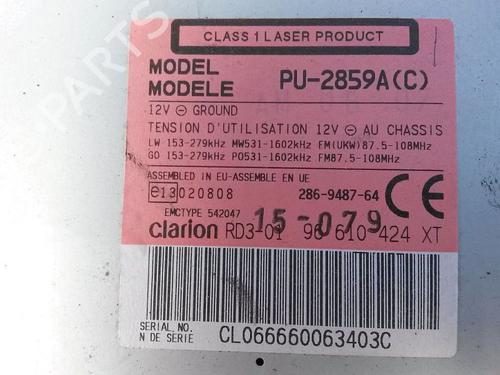 CLASS 1 LASER PRODUCT
MODEL
MODELE PU-2859A(C)
12V ⊖ GROUND
TENSION D'UTILISATION 12V ⊖ AU CHASSIS
LW 153-279kHz MW531-1602kHz FM(UKW)87.5-108MHz
GO 153-279kHz PO531-1602kHz FM87.5-108MHz
ASSEMBLED IN EU-ASSEMBLE EN UE
e13 020808 286-9487-64 CE
EMCTYPE 542047 15-079
Clarion RD3-01 96 610 424 XT
SERIAL NO.
N DE SERIE CL066660063403C